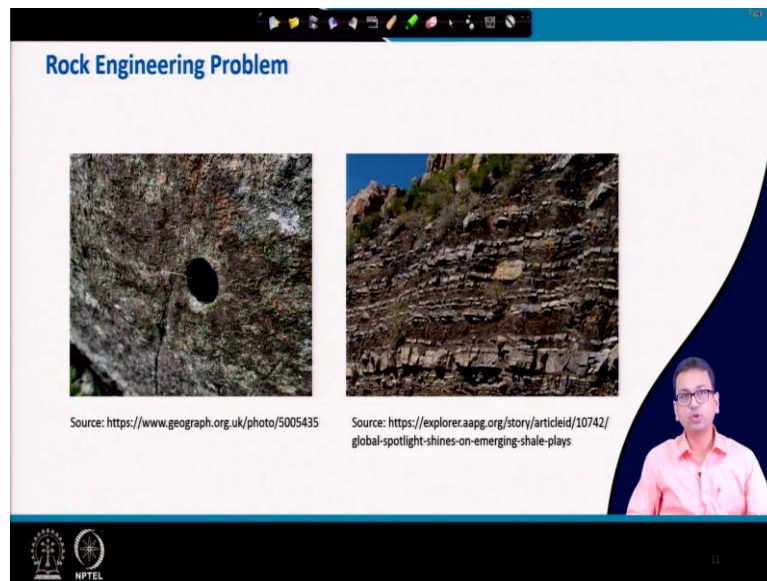 Rock Engineering Problem
Source: https://www.geograph.org.uk/photo/5005435
Source: https://explorer.aapg.org/story/articleid/10742/
global-spotlight-shines-on-emerging-shale-plays
NPTEL
11